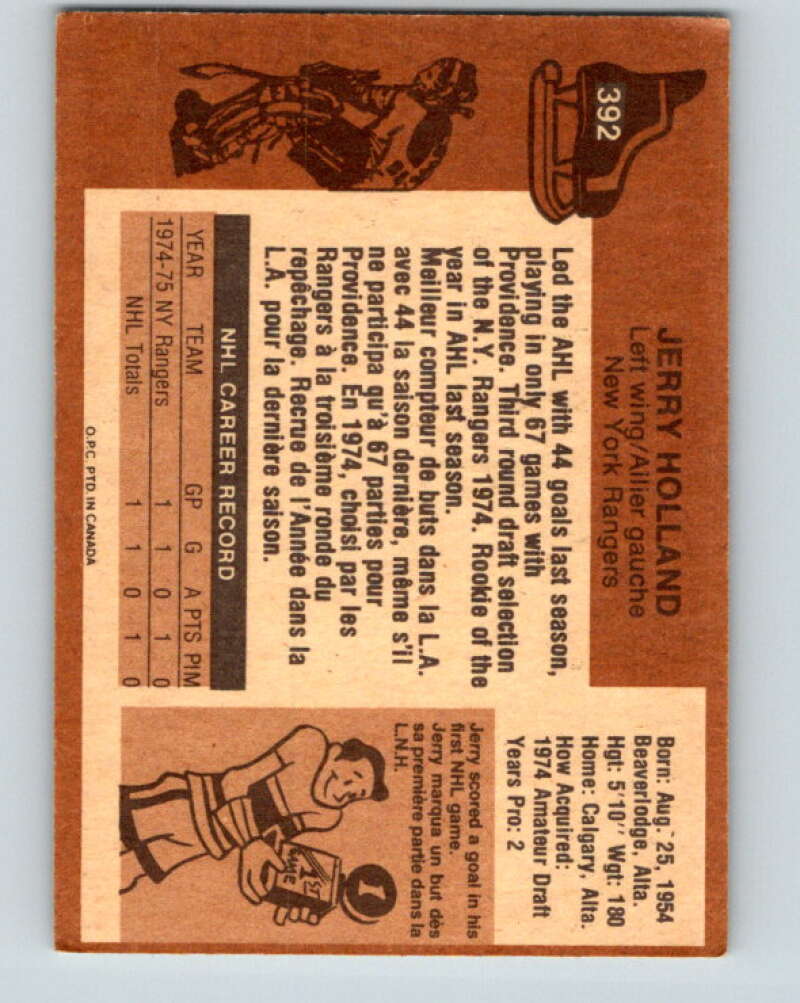 392
JERRY HOLLAND
Left wing/Allier gauche
New York Rangers
Born: Aug. 25, 1954
Beaverlodge, Alta.
Hgt: 5'10'' Wgt: 180
Home: Calgary, Alta.
How Acquired:
1974 Amateur Draft
Years Pro: 2
Led the AHL with 44 goals last season,
playing in only 67 games with
Providence. Third round draft selection
of the N.Y. Rangers 1974. Rookie of the
year in AHL last season.
Meilleur compteur de buts dans la L.A.
avec 44 la saison dernière, même s'il
ne participa qu'à 67 parties pour
Providence. En 1974, choisi par les
Rangers à la troisième ronde du
repêchage. Recrue de l'Année dans la
L.A. pour la dernière saison.
NHL CAREER RECORD
YEAR TEAM GP G A PTS PIM
1974-75 NY Rangers 1 1 0 1 0
NHL Totals 1 1 0 1 0
Jerry scored a goal in his
first NHL game.
Jerry marqua un but dès
sa première partie dans la
L.N.H.
1
1ST
GAME
O.P.C. PTD. IN CANADA